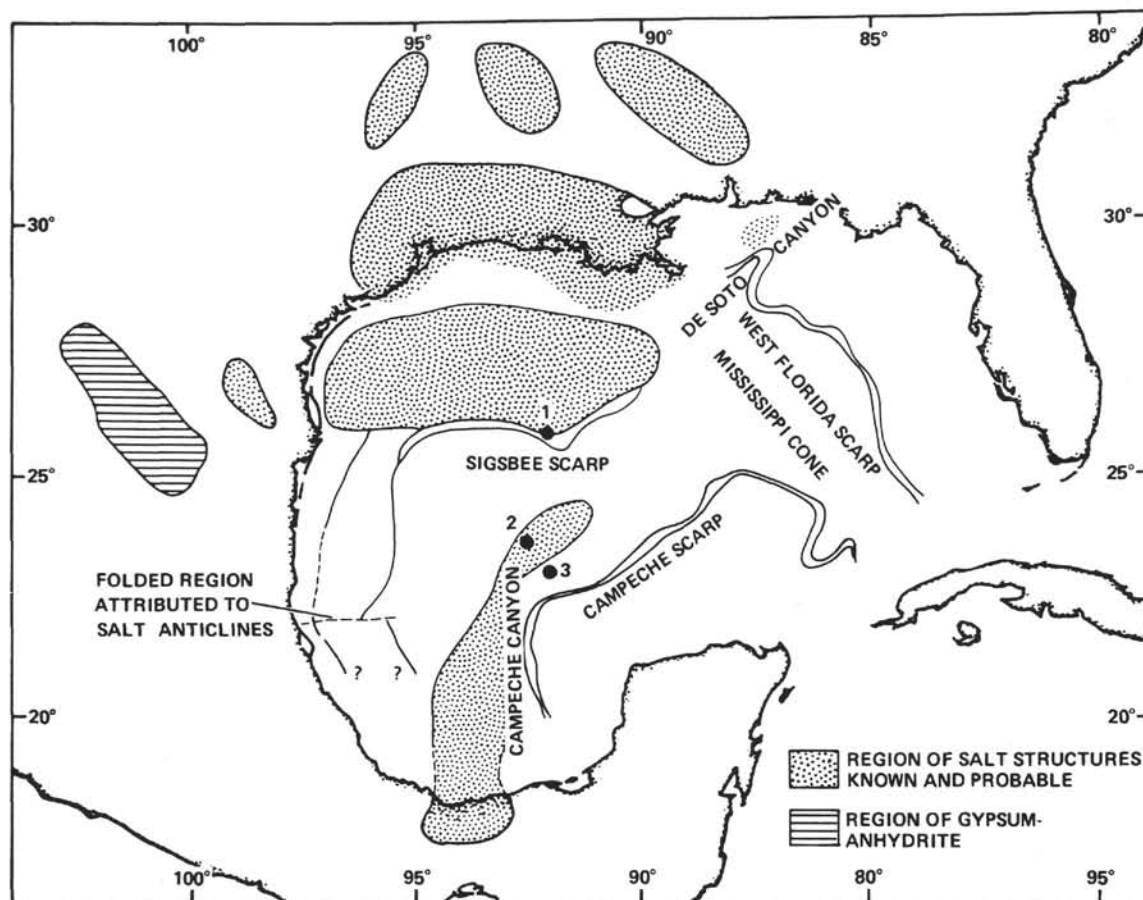 100°
95°
90°
85°
80°
30°
30°
DE SOTO CANYON
WEST FLORIDA SCARP
MISSISSIPPI CONE
1
SIGSBEE SCARP
25°
25°
2
3
CAMPECHE SCARP
CAMPECHE CANYON
FOLDED REGION
ATTRIBUTED TO
SALT ANTICLINES
? ?
20°
20°
REGION OF SALT STRUCTURES
KNOWN AND PROBABLE
REGION OF GYPSUM-
ANHYDRITE
100°
95°
90°
80°
95°